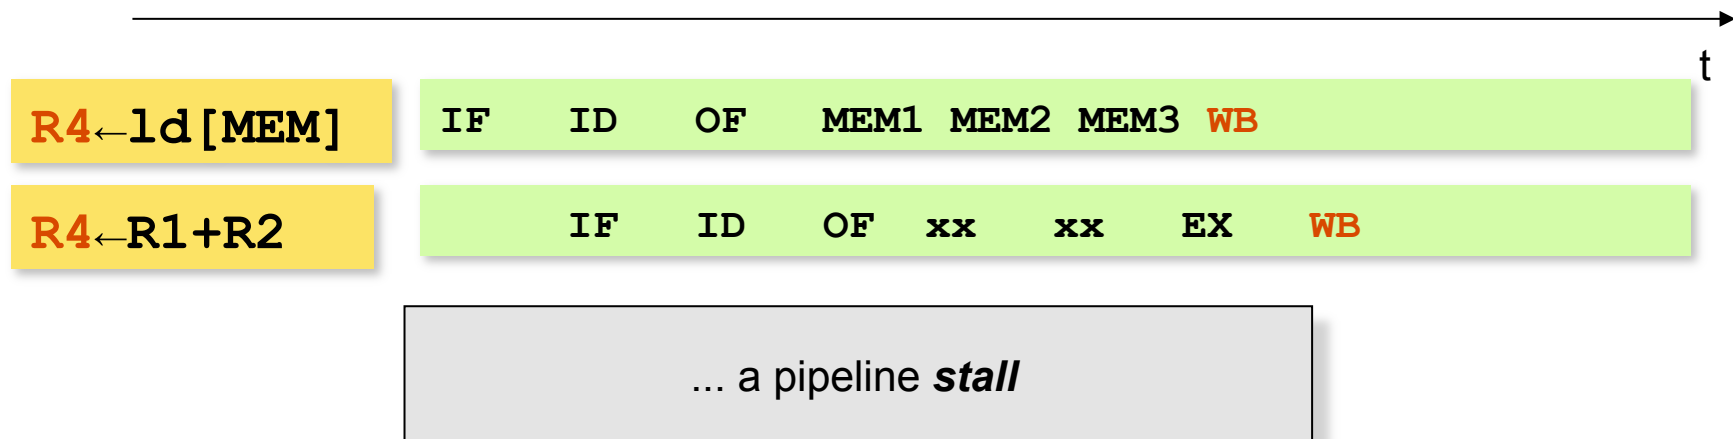 t
R4←ld[MEM] IF ID OF MEM1 MEM2 MEM3 WB
R4←R1+R2 IF ID OF xx xx EX WB
... a pipeline stall